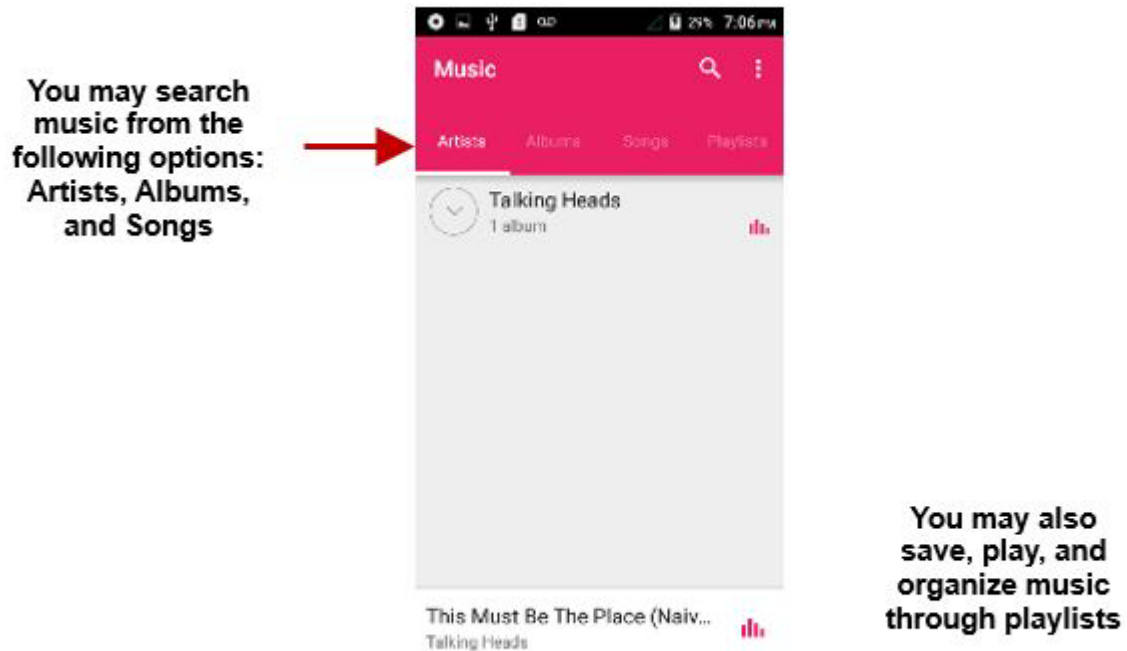 29% 7:06PM
Music
You may search
music from the
following options:
Artists, Albums,
and Songs
Artists Albums Songs Playlists
Talking Heads
1 album
You may also
save, play, and
organize music
through playlists
This Must Be The Place (Naiv...
Talking Heads